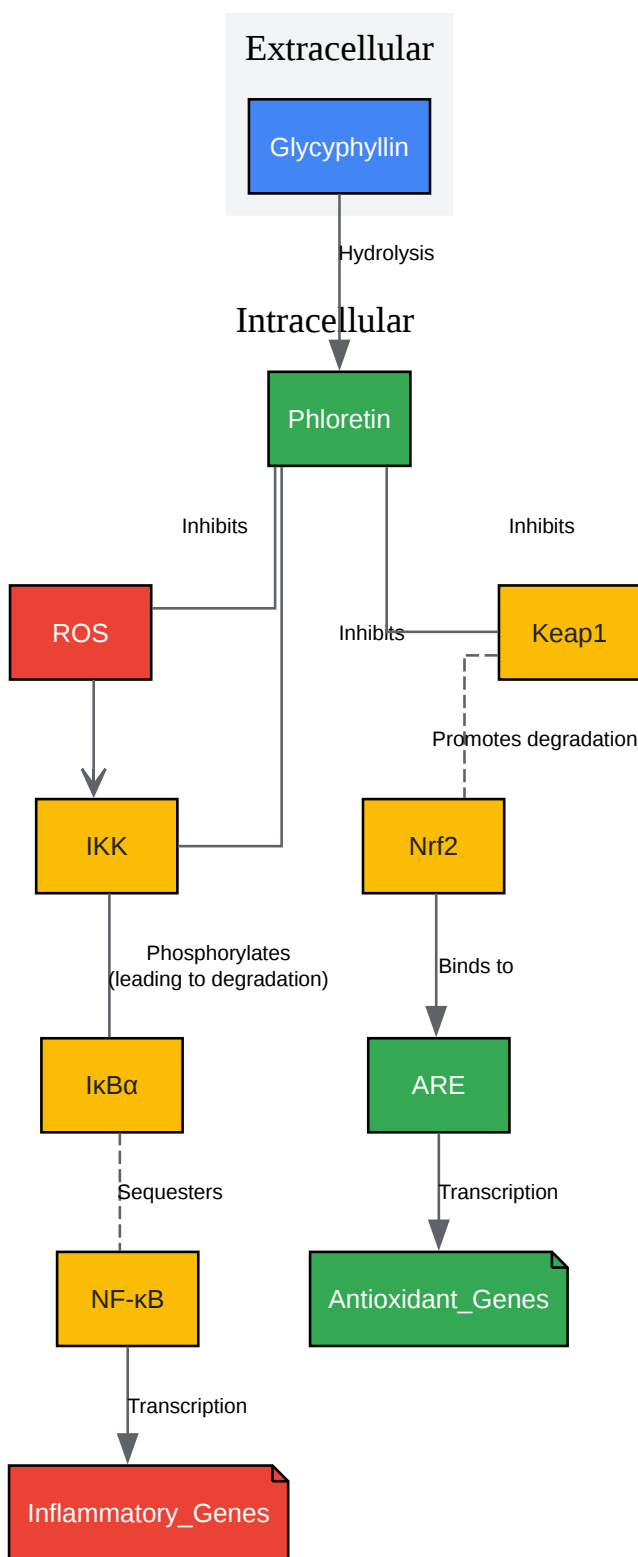 Extracellular
Glycyphyllin
Hydrolysis
Intracellular
Phloretin
Inhibits
Inhibits
ROS
Inhibits
Keap1
Promotes degradation
IKK
Nrf2
Phosphorylates
(leading to degradation)
Binds to
IκBα
ARE
Sequesters
Transcription
NF-κB
Antioxidant_Genes
Transcription
Inflammatory_Genes